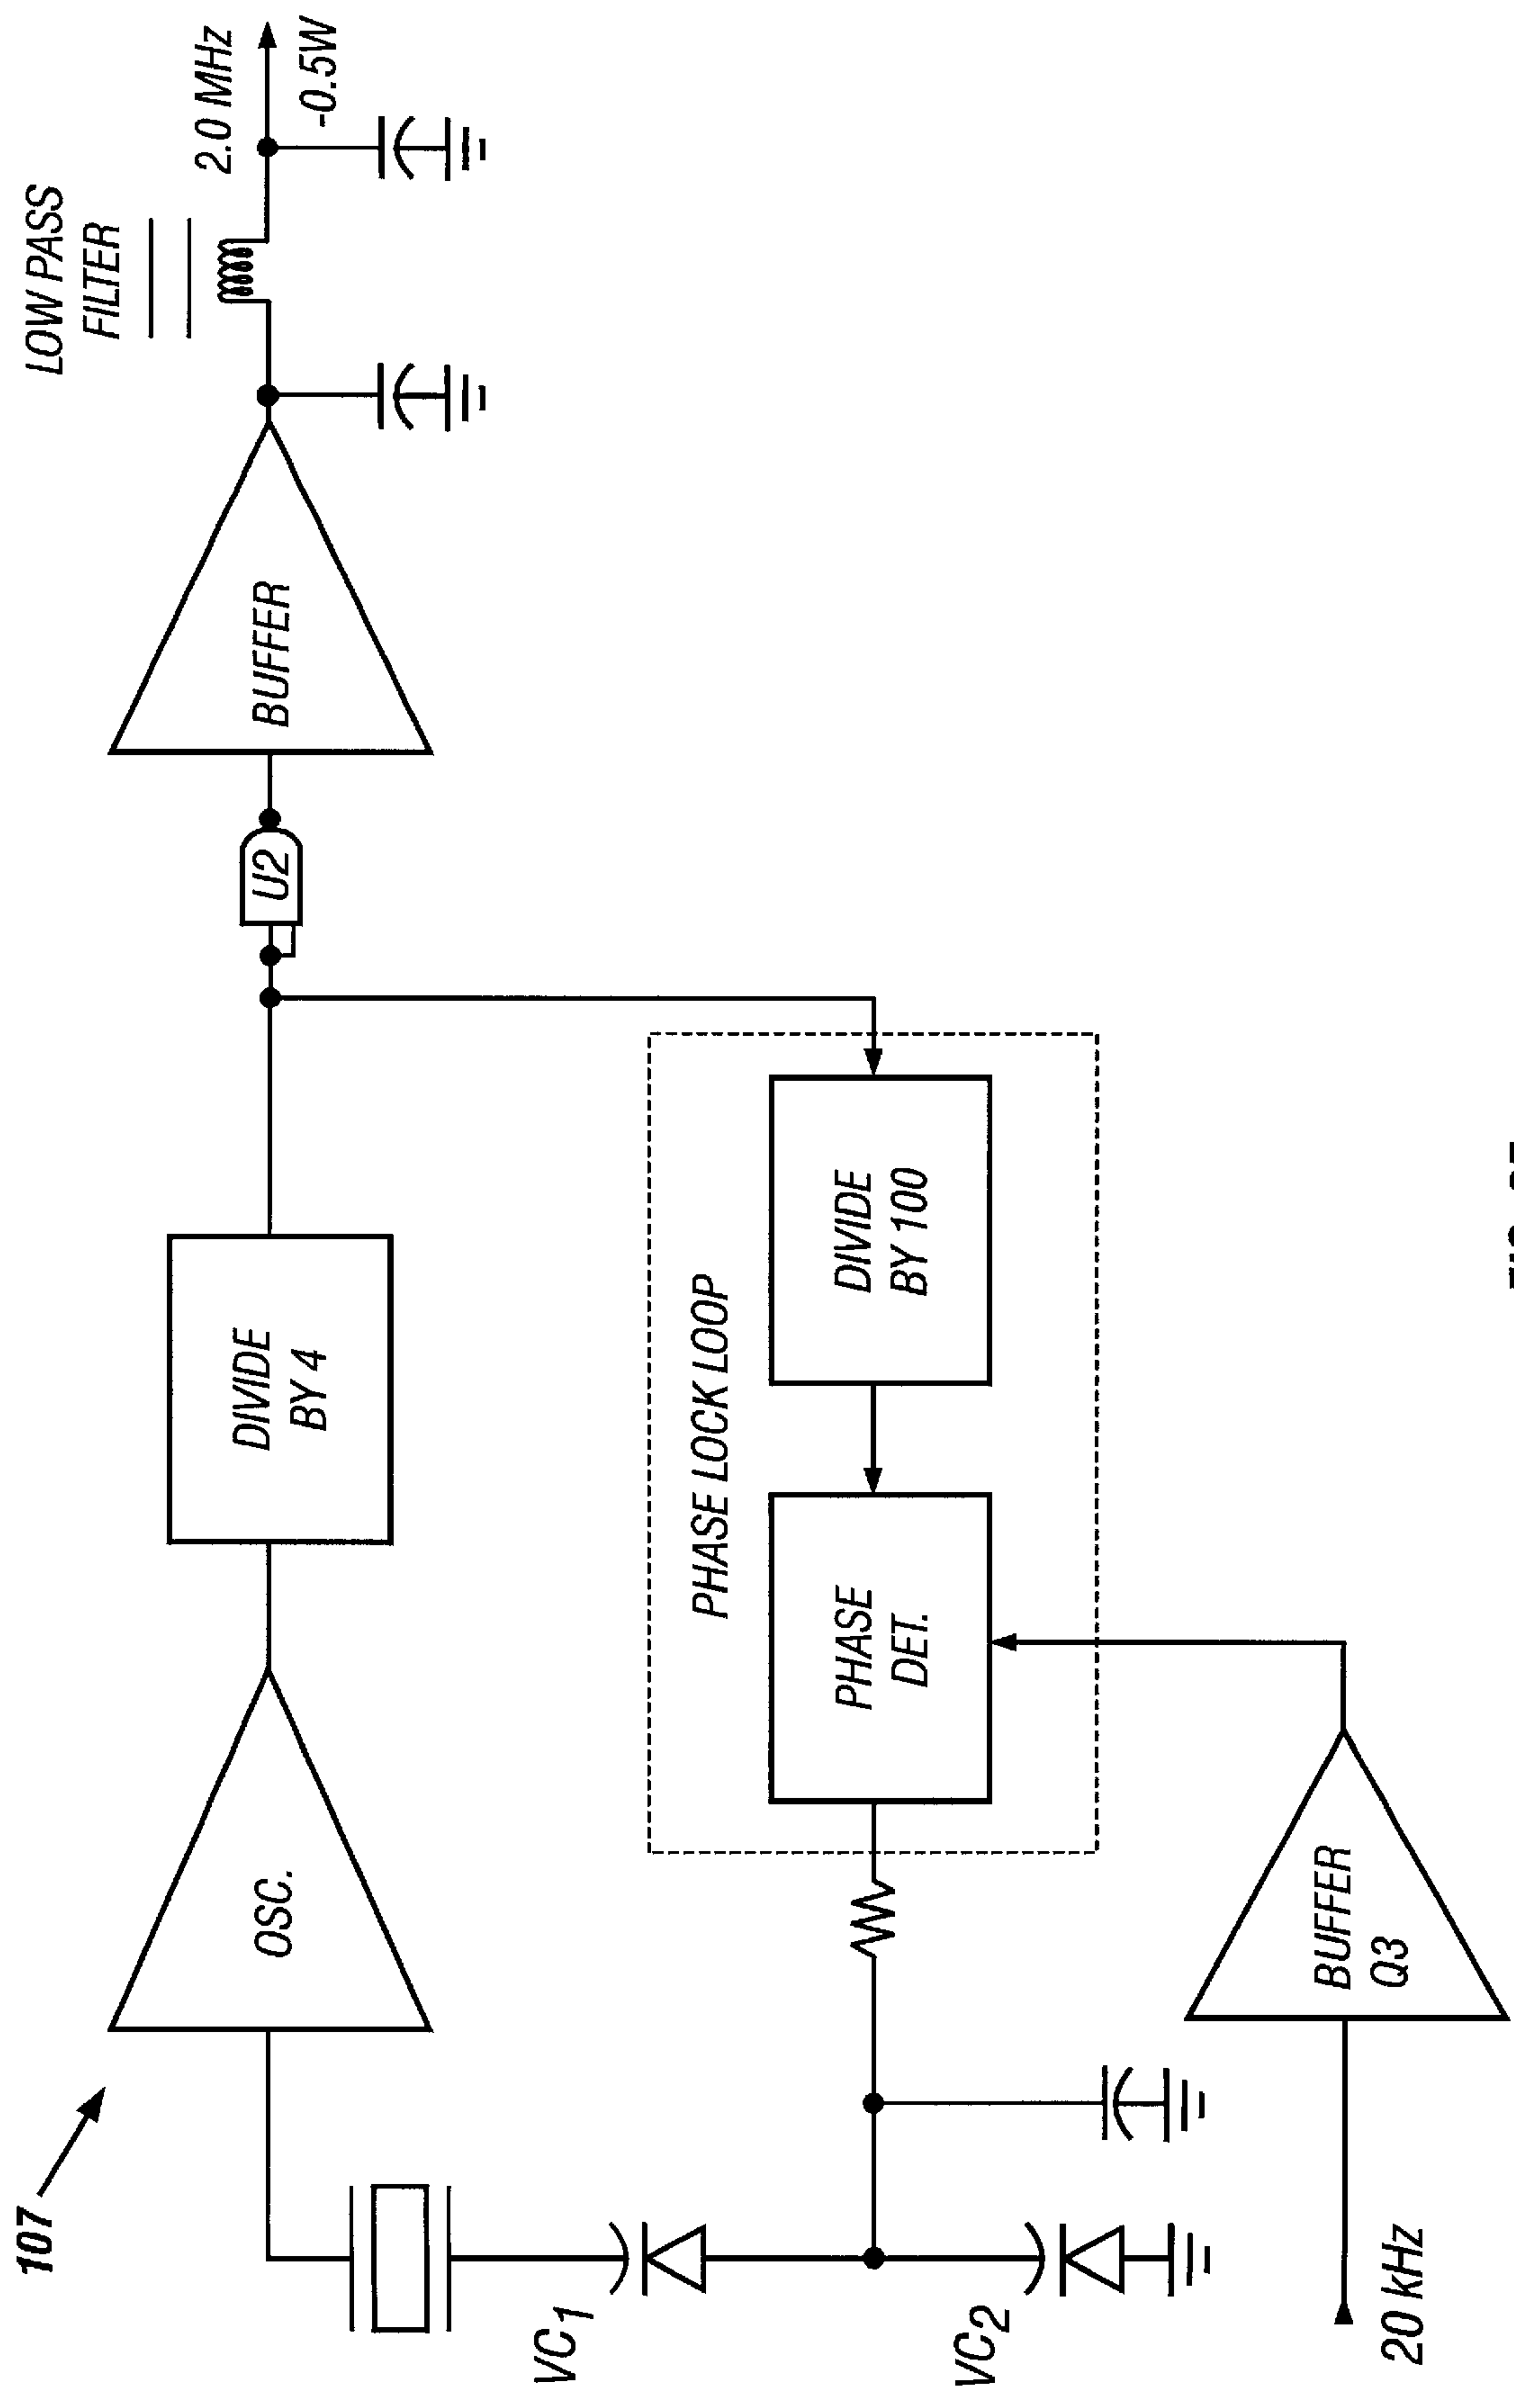 107
OSC.
DIVIDE
BY 4
U2
BUFFER
LOW PASS
FILTER
2.0 MHz
-0.5W
VC1
VC2
PHASE LOCK LOOP
PHASE
DET.
DIVIDE
BY 100
20 kHz
BUFFER
Q3